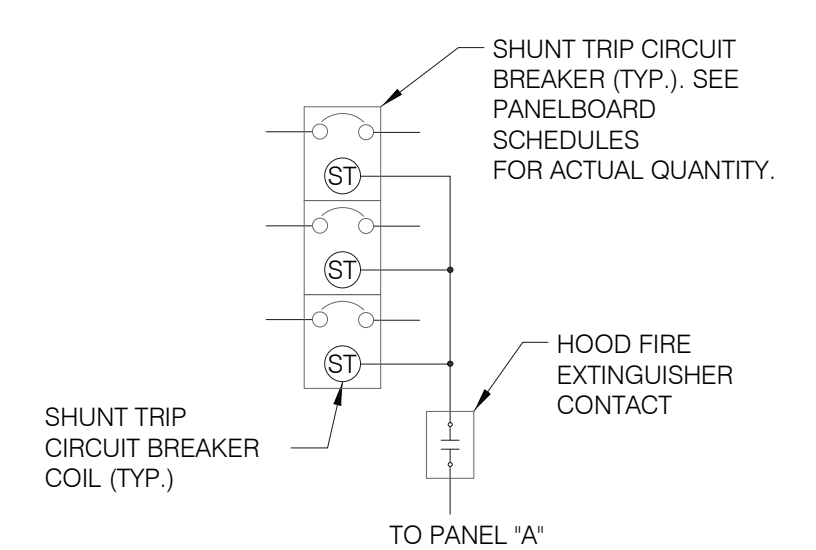 SHUNT TRIP CIRCUIT
BREAKER (TYP.). SEE
PANELBOARD
SCHEDULES
FOR ACTUAL QUANTITY.
ST
ST
ST
HOOD FIRE
EXTINGUISHER
CONTACT
SHUNT TRIP
CIRCUIT BREAKER
COIL (TYP.)
TO PANEL "A"